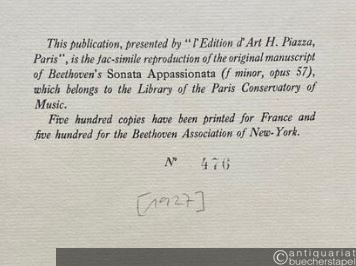 This publication, presented by "l'Edition d'Art H. Piazza,
Paris", is the fac-simile reproduction of the original manuscript
of Beethoven's Sonata Appassionata (f minor, opus 57),
which belongs to the Library of the Paris Conservatory of
Music.
Five hundred copies have been printed for France and
five hundred for the Beethoven Association of New-York.
N° 476
[1927]
©antiquariat
buecherstapel